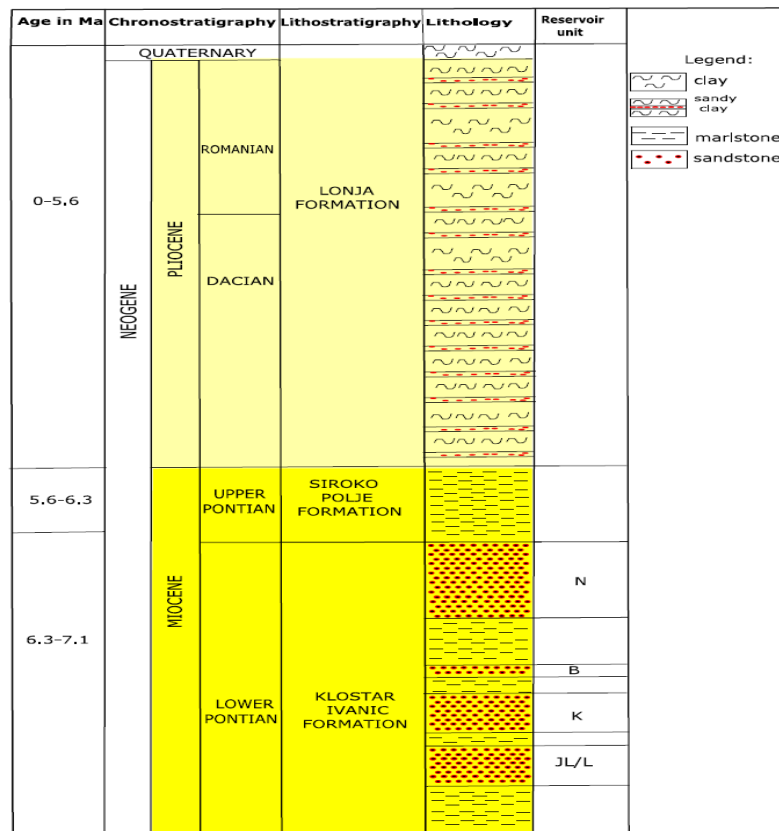 Age in Ma Chronostratigraphy Lithostratigraphy Lithology Reservoir
unit
QUATERNARY
Legend:
clay
sandy
clay
marlstone
sandstone
ROMANIAN
LONJA
FORMATION
0-5.6
PLIOCENE
DACIAN
NEOGENE
5.6-6.3
UPPER
PONTIAN
SIROKO
POLJE
FORMATION
N
MIOCENE
6.3-7.1
B
LOWER
PONTIAN
KLOSTAR
IVANIC
FORMATION
K
JL/L